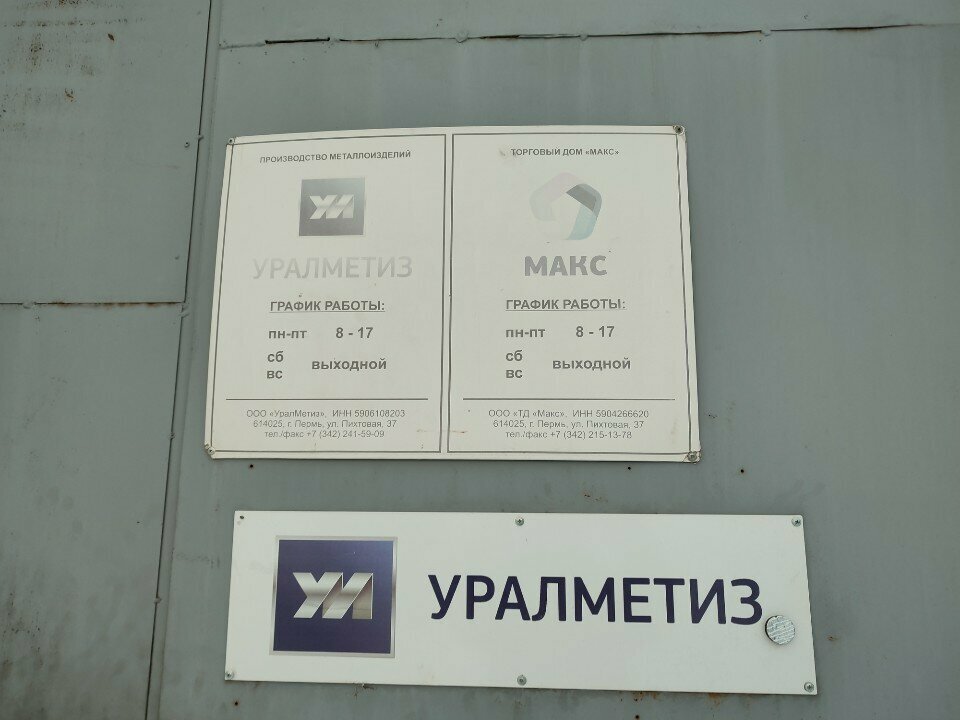 ПРОИЗВОДСТВО МЕТАЛЛОИЗДЕЛИЙ
УМ
УРАЛМЕТИЗ
ГРАФИК РАБОТЫ:
пн-пт 8 - 17
сб
вс выходной
ООО «УралМетиз», ИНН 5906108203
614025, г. Пермь, ул. Пихтовая, 37
тел./факс +7 (342) 241-59-09
ТОРГОВЫЙ ДОМ «МАКС»
МАКС
ГРАФИК РАБОТЫ:
пн-пт 8 - 17
сб
вс выходной
ООО «ТД «Макс», ИНН 5904266620
614025, г. Пермь, ул. Пихтовая, 37
тел./факс +7 (342) 215-13-78
УМ
УРАЛМЕТИЗ